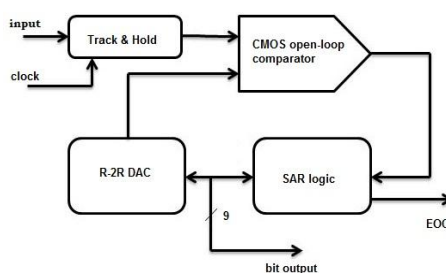 input
Track & Hold
clock
CMOS open-loop
comparator
R-2R DAC
SAR logic
9
EOC
bit output